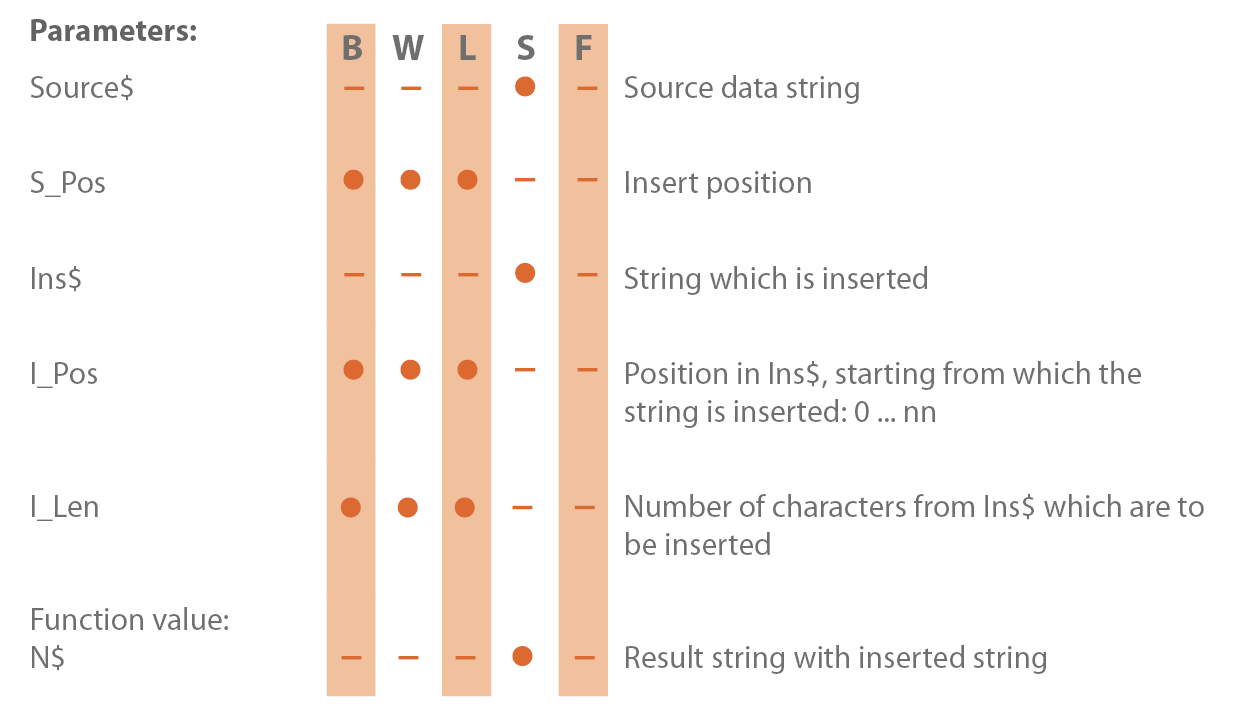 Parameters: B W L S F
Source$ – – – ● – Source data string
S_Pos ● ● ● – – Insert position
Ins$ – – – ● – String which is inserted
I_Pos ● ● ● – – Position in Ins$, starting from which the
string is inserted: 0 ... nn
I_Len ● ● ● – – Number of characters from Ins$ which are to
be inserted
Function value:
N$ – – – ● – Result string with inserted string